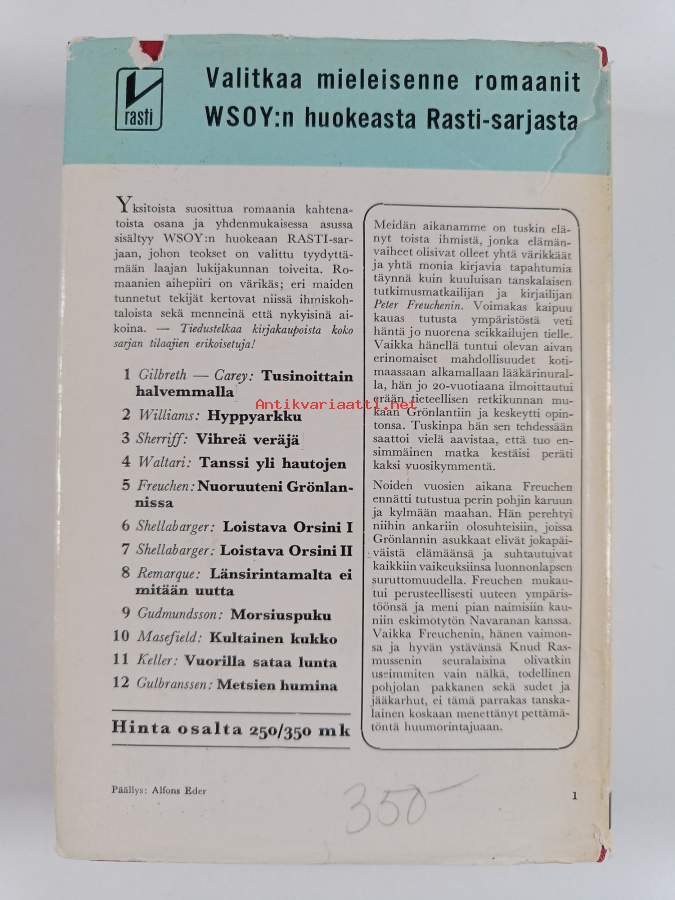 rasti
Valitkaa mieleisenne romaanit
WSOY:n huokeasta Rasti-sarjasta
Yksitoista suosittua romaania kahtena-
toista osana ja yhdenmukaisessa asussa
sisältyy WSOY:n huokeaan RASTI-sar-
jaan, johon teokset on valittu tyydyttä-
mään laajan lukijakunnan toiveita. Ro-
maanien aihepiiri on värikäs; eri maiden
tunnetut tekijät kertovat niissä ihmiskoh-
taloista sekä menneinä että nykyisinä ai-
koina. — Tiedustelkaa kirjakaupoista koko
sarjan tilaajien erikoisetuja!
1 Gilbreth — Carey: Tusinoittain
halvemmalla
2 Williams: Hyppyarkku
3 Sherriff: Vihreä veräjä
4 Waltari: Tanssi yli hautojen
5 Freuchen: Nuoruuteni Grönlan-
nissa
6 Shellabarger: Loistava Orsini I
7 Shellabarger: Loistava Orsini II
8 Remarque: Länsirintamalta ei
mitään uutta
9 Gudmundsson: Morsiuspuku
10 Masefield: Kultainen kukko
11 Keller: Vuorilla sataa lunta
12 Gulbranssen: Metsien humina
Hinta osalta 250/350 mk
Meidän aikanamme on tuskin elä-
nyt toista ihmistä, jonka elämän-
vaiheet olisivat olleet yhtä värikkäät
ja yhtä monia kirjavia tapahtumia
täynnä kuin kuuluisan tanskalaisen
tutkimusmatkailijan ja kirjailijan
Peter Freuchenin. Voimakas kaipuu
kauas tutusta ympäristöstä veti
häntä jo nuorena seikkailujen tielle.
Vaikka hänellä tuntui olevan aivan
erinomaiset mahdollisuudet koti-
maassaan alkamallaan lääkärinural-
la, hän jo 20-vuotiaana ilmoittautui
erään tieteellisen retkikunnan mu-
kaan Grönlantiin ja keskeytti opin-
tonsa. Tuskinpa hän sen tehdessään
saattoi vielä aavistaa, että tuo en-
simmäinen matka kestäisi peräti
kaksi vuosikymmentä.
Noiden vuosien aikana Freuchen
ennätti tutustua perin pohjin karuun
ja kylmään maahan. Hän perehtyi
niihin ankariin olosuhteisiin, joissa
Grönlannin asukkaat elivät jokapäi-
väistä elämäänsä ja suhtautuivat
kaikkiin vaikeuksiinsa luonnonlapsen
suruttomuudella. Freuchen mukau-
tui perusteellisesti uuteen ympäris-
töönsä ja meni pian naimisiin kau-
niin eskimotytön Navaranan kanssa.
Vaikka Freuchenin, hänen vaimon-
sa ja hyvän ystävänsä Knud Ras-
mussenin seuralaisina olivatkin
useimmiten vain nälkä, todellinen
pohjolan pakkanen sekä sudet ja
jääkarhut, ei tämä parrakas tanska-
lainen koskaan menettänyt pettämä-
töntä huumorintajuaan.
Antikvariaatti.net
Päällys: Alfons Eder
350
1